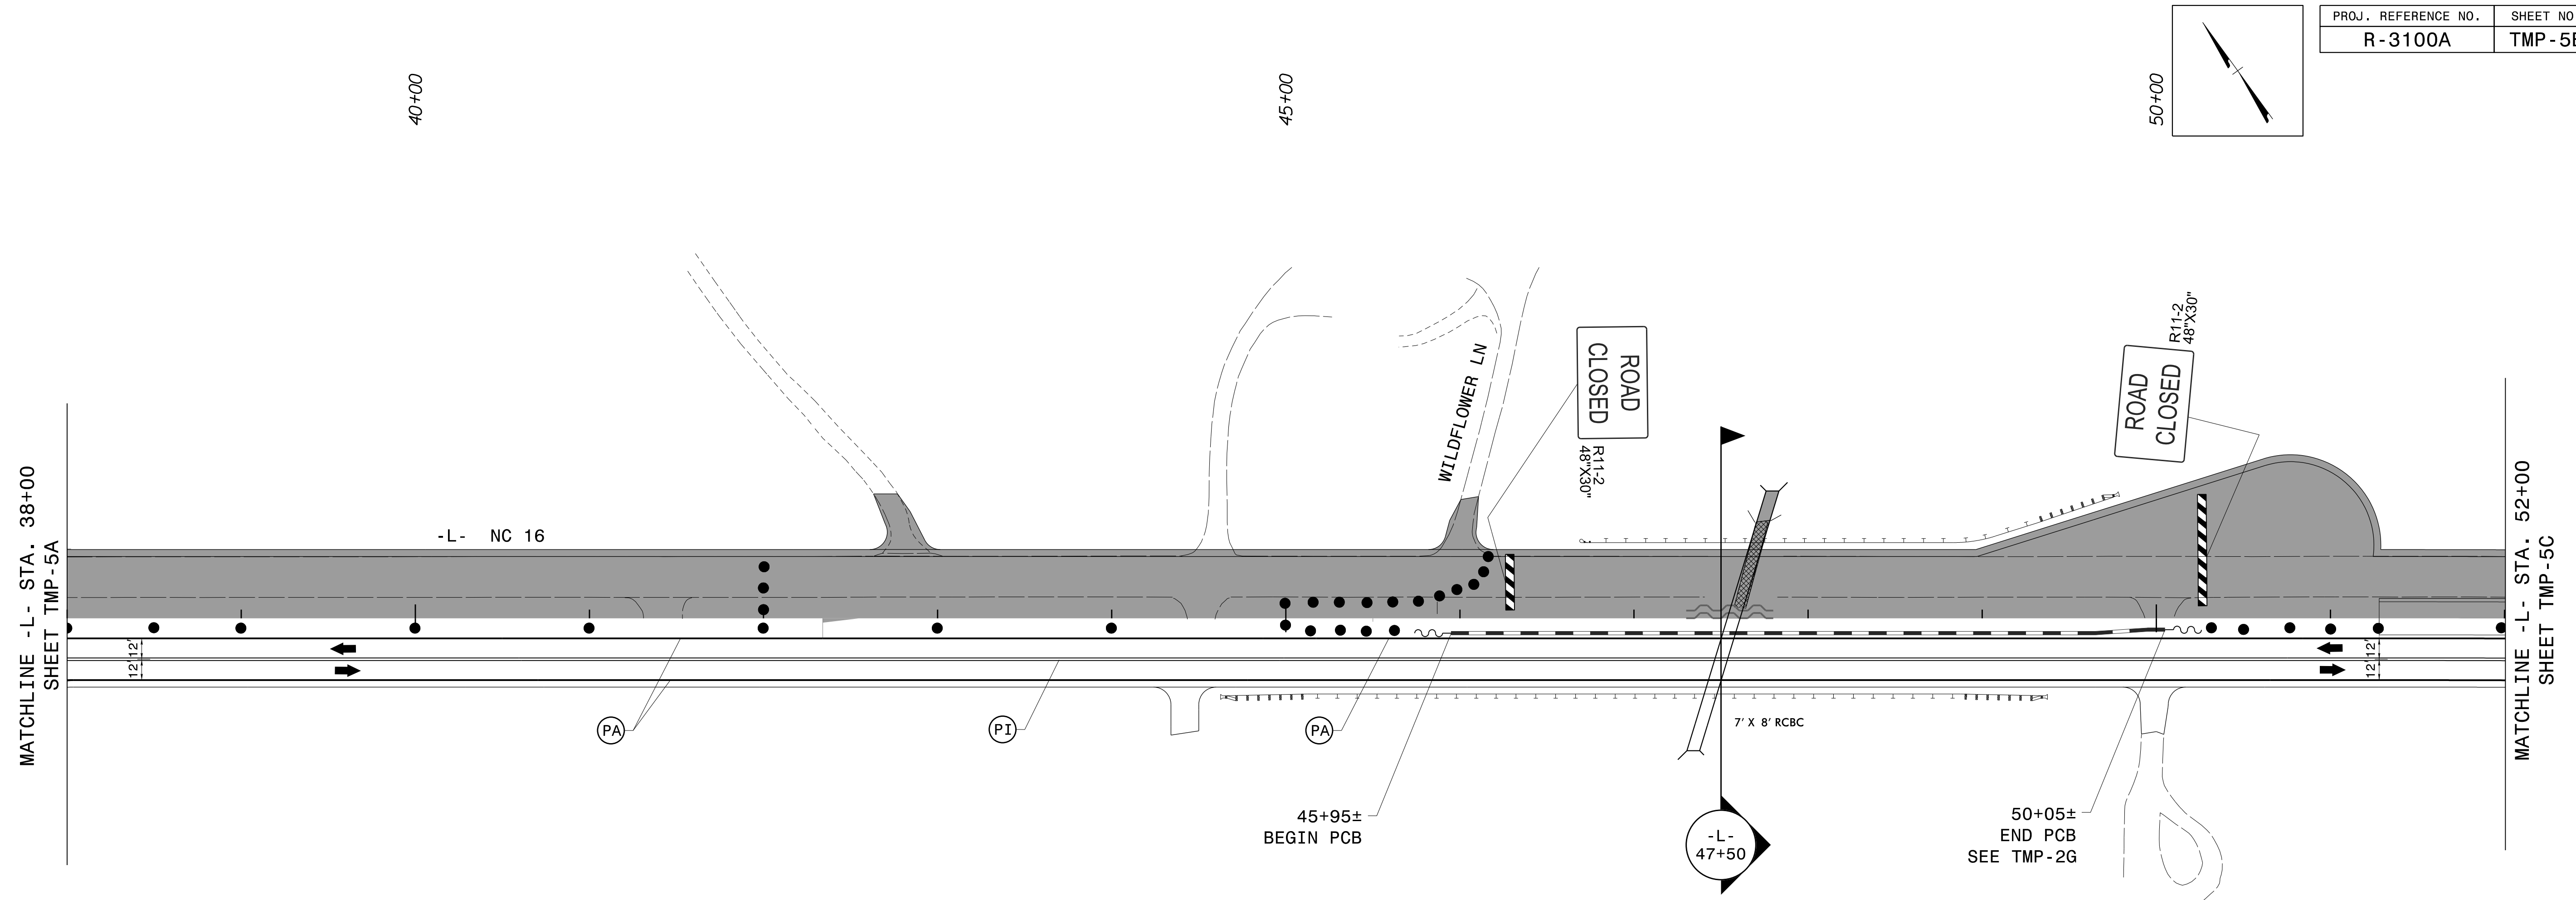 PROJ. REFERENCE NO.
SHEET NO
R-3100A
TMP-5
40+00
45+00
50+00
MATCHLINE -L- STA. 38+00
SHEET TMP-5A
-L- NC 16
WILDFLOWER LN
ROAD
CLOSED
R11-2
48"X30"
ROAD
CLOSED
R11-2
48"X30"
MATCHLINE -L- STA. 52+00
SHEET TMP-5C
12'
12'
12'
12'
PA
PI
PA
7' X 8' RCBC
45+95±
BEGIN PCB
-L-
47+50
50+05±
END PCB
SEE TMP-2G